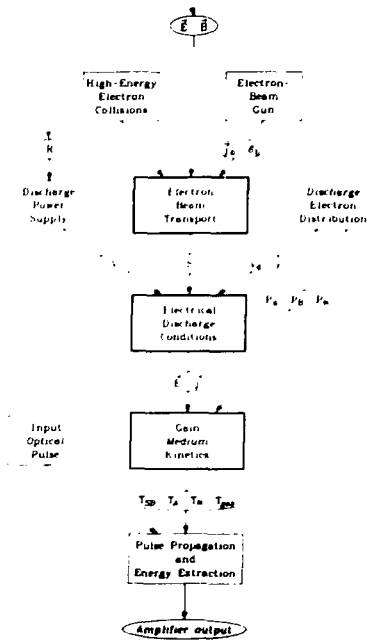 E B
High-Energy
Electron
Collisions
Electron-
Beam
Gun
R
Discharge
Power
Supply
Electron
Beam
Transport
Discharge
Electron
Distribution
S
Electrical
Discharge
Conditions
Input
Optical
Pulse
Gain
Medium
Kinetics
Pulse Propagation
and
Energy Extraction
Amplifier output